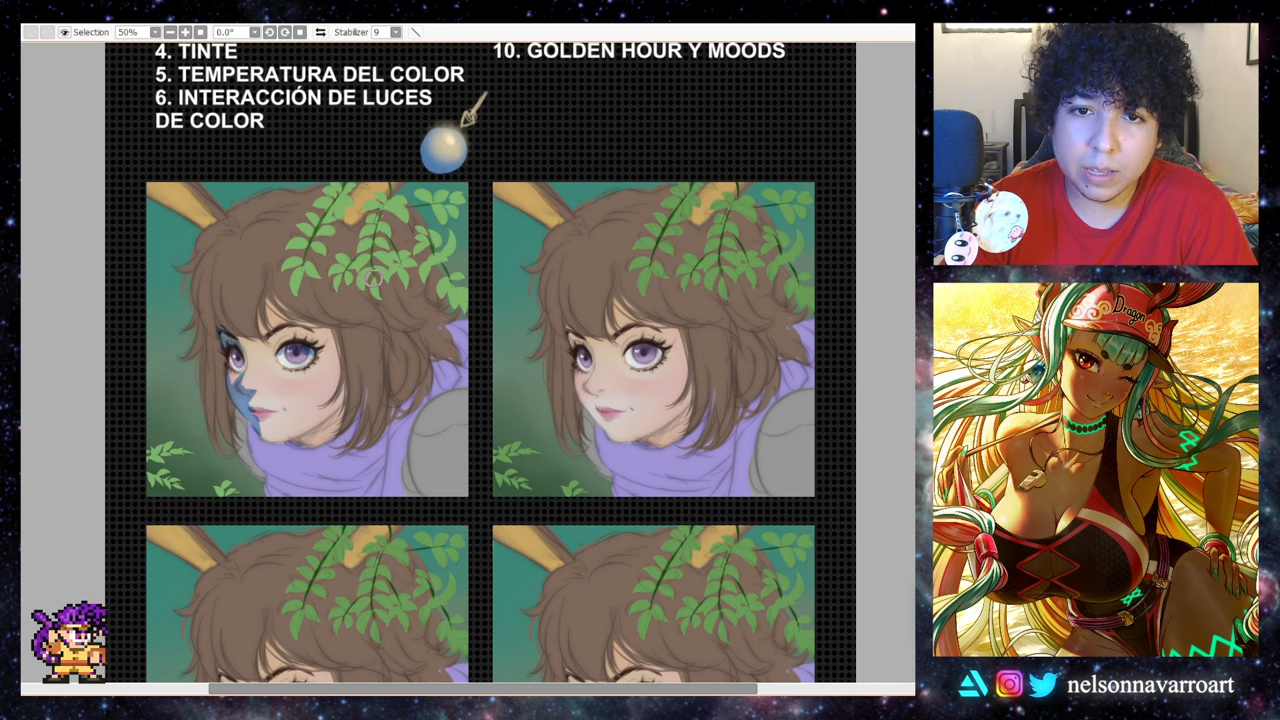 Selection
50%
0.0°
Stabilizer 9
4. TINTE
5. TEMPERATURA DEL COLOR
6. INTERACCIÓN DE LUCES
DE COLOR
10. GOLDEN HOUR Y MOODS
Dragon
nelsonnavarroart